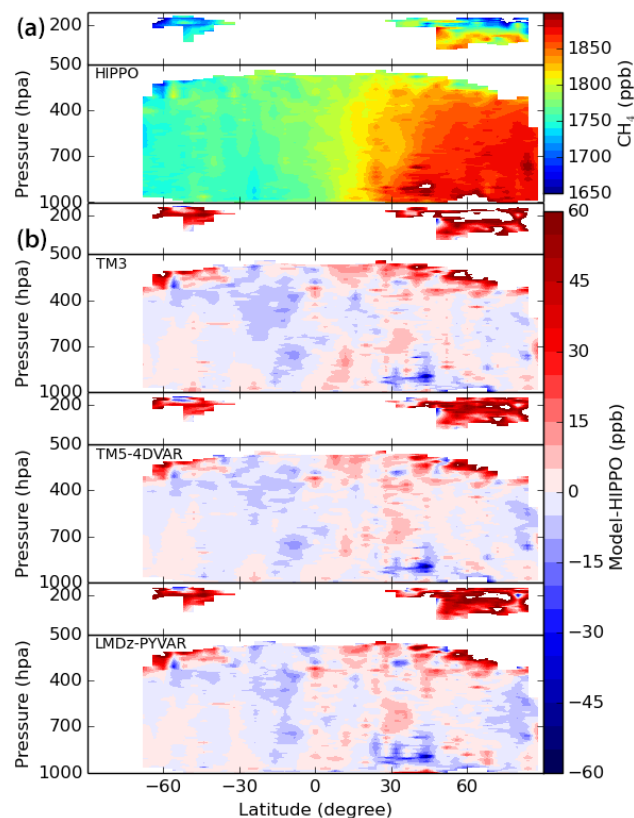 (a)
200
500
HIPPO
400
700
1000
Pressure (hpa)
1850
1800
1750
1700
1650
CH₄ (ppb)
(b)
200
500
TM3
400
700
1000
Pressure (hpa)
200
500
TM5-4DVAR
400
700
1000
Pressure (hpa)
200
500
LMDz-PYVAR
400
700
1000
Pressure (hpa)
60
45
30
15
0
−15
−30
−45
−60
Model-HIPPO (ppb)
−60 −30 0 30 60
Latitude (degree)